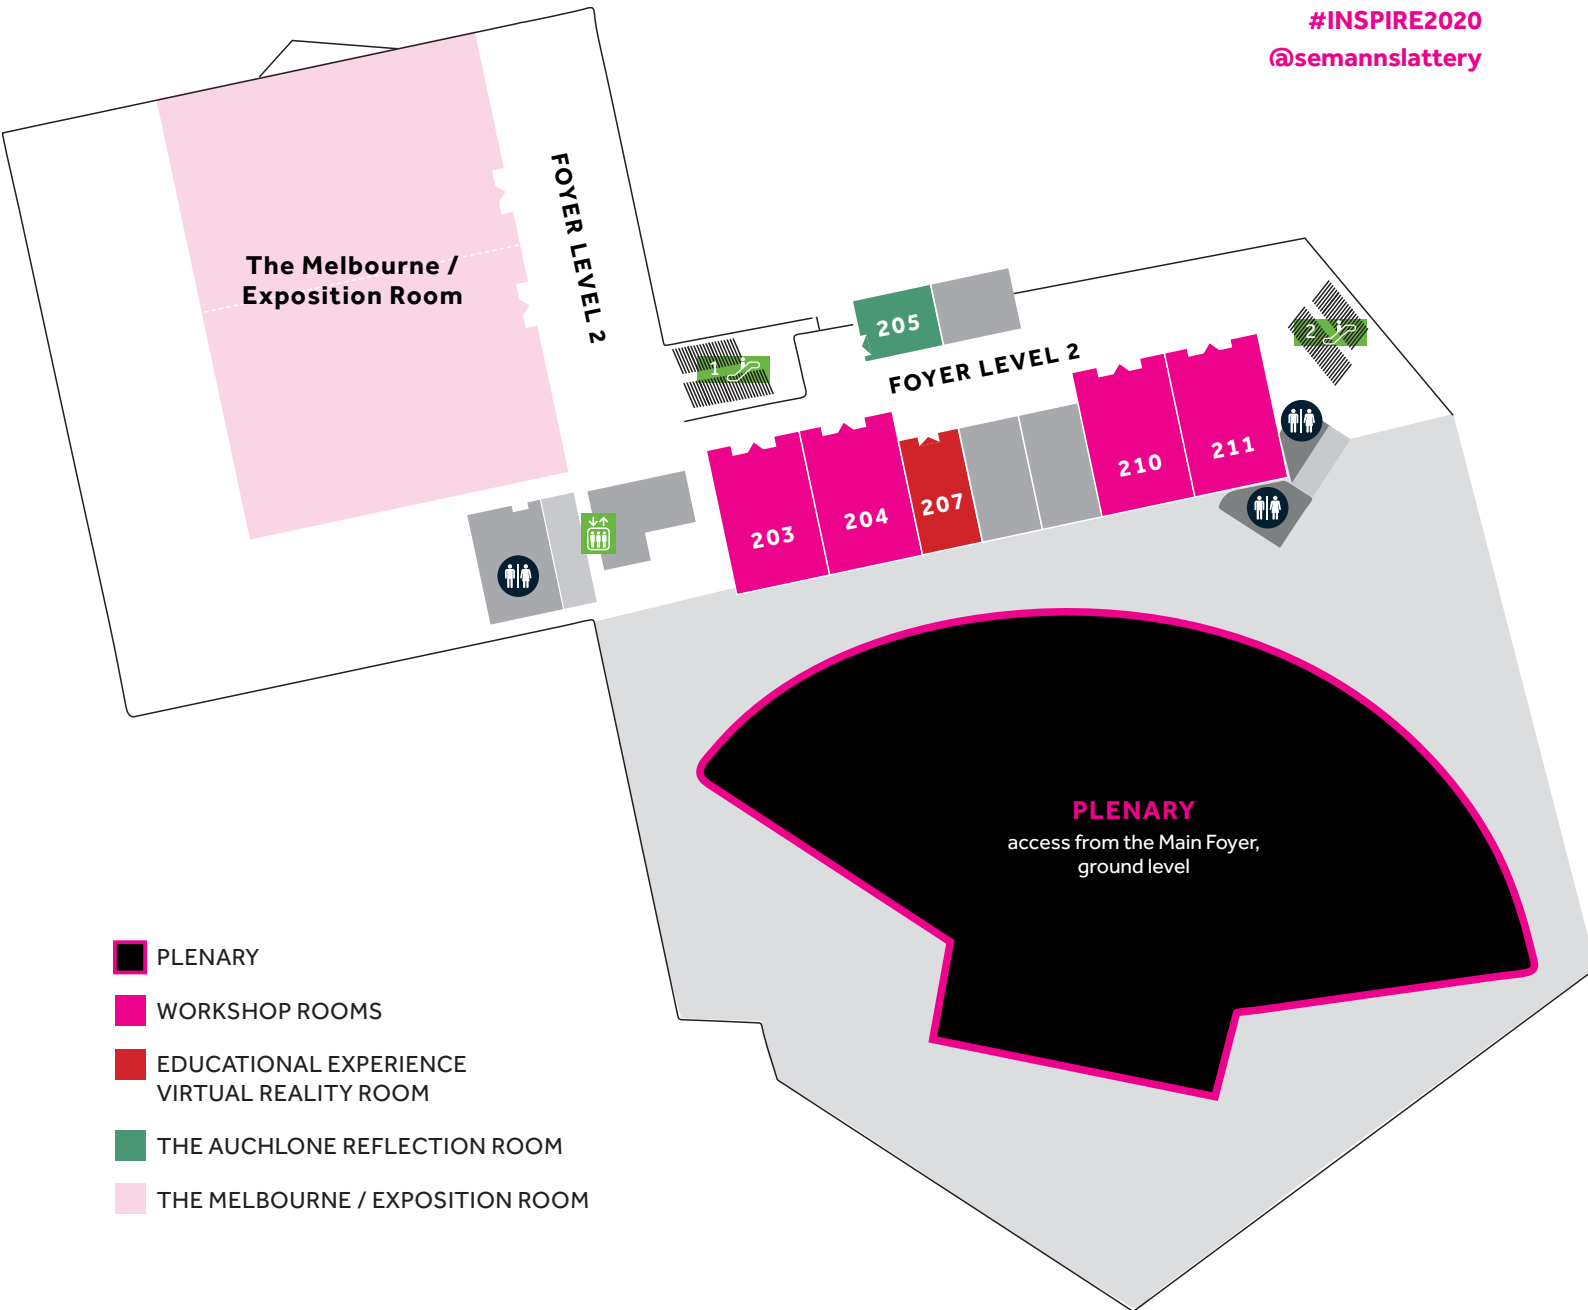 #INSPIRE2020
@semannslattery
FOYER LEVEL 2
The Melbourne /
Exposition Room
205
1
2
FOYER LEVEL 2
203
204
207
210
211
PLENARY
access from the Main Foyer,
ground level
PLENARY
WORKSHOP ROOMS
EDUCATIONAL EXPERIENCE
VIRTUAL REALITY ROOM
THE AUCHLONE REFLECTION ROOM
THE MELBOURNE / EXPOSITION ROOM